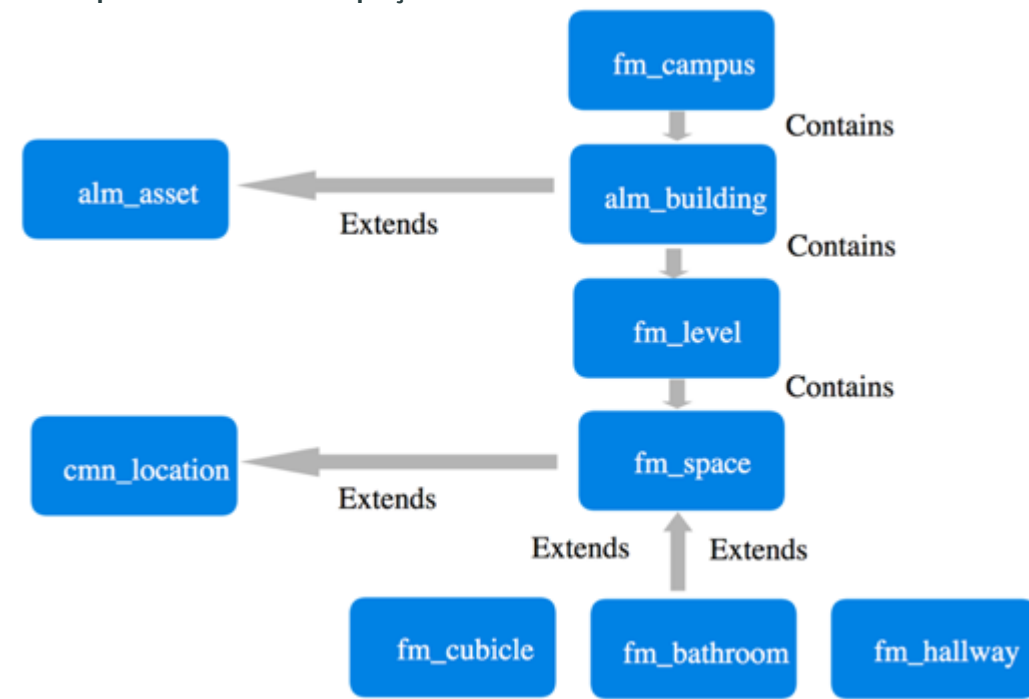 fm_campus
Contains
alm_asset
alm_building
Extends
Contains
fm_level
Contains
cmn_location
fm_space
Extends
Extends
Extends
fm_cubicle
fm_bathroom
fm_hallway